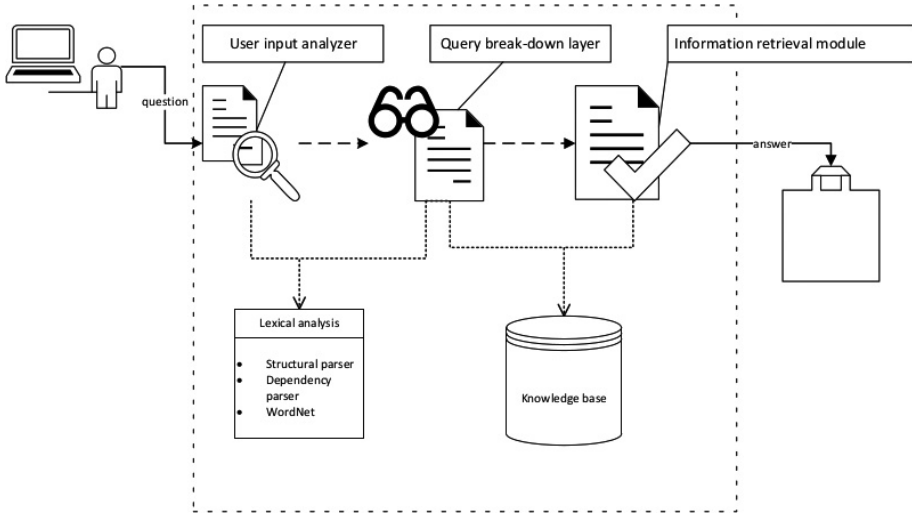 User input analyzer
Query break-down layer
Information retrieval module
question
answer
Lexical analysis
• Structural parser
• Dependency
parser
• WordNet
Knowledge base